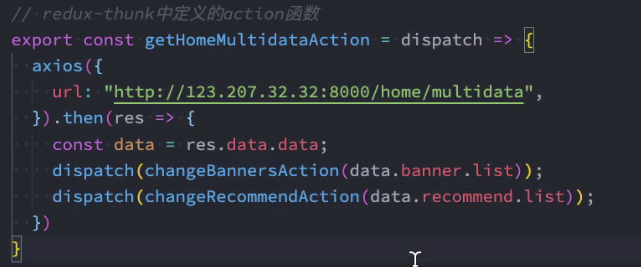 // redux-thunk中定义的action函数
export const getHomeMultidataAction = dispatch => {
  axios({
    url: "http://123.207.32.32:8000/home/multidata",
  }).then(res => {
    const data = res.data.data;
    dispatch(changeBannersAction(data.banner.list));
    dispatch(changeRecommendAction(data.recommend.list));
  })
}